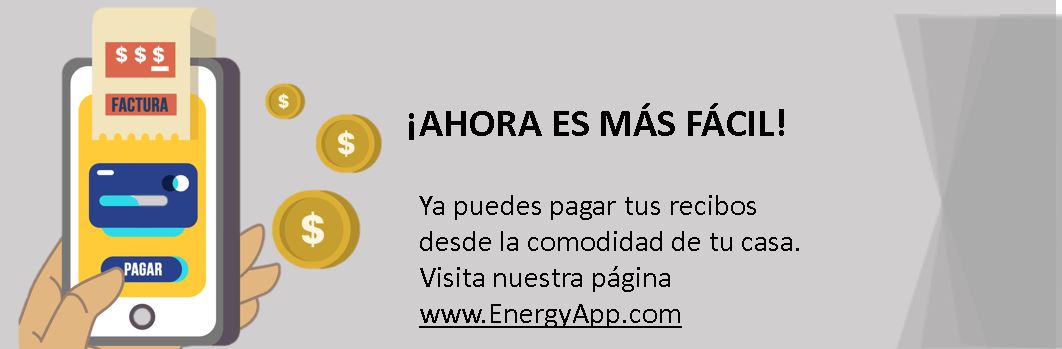 $ $ $
FACTURA
PAGAR
$
$
$
¡AHORA ES MÁS FÁCIL!
Ya puedes pagar tus recibos
desde la comodidad de tu casa.
Visita nuestra página
www.EnergyApp.com